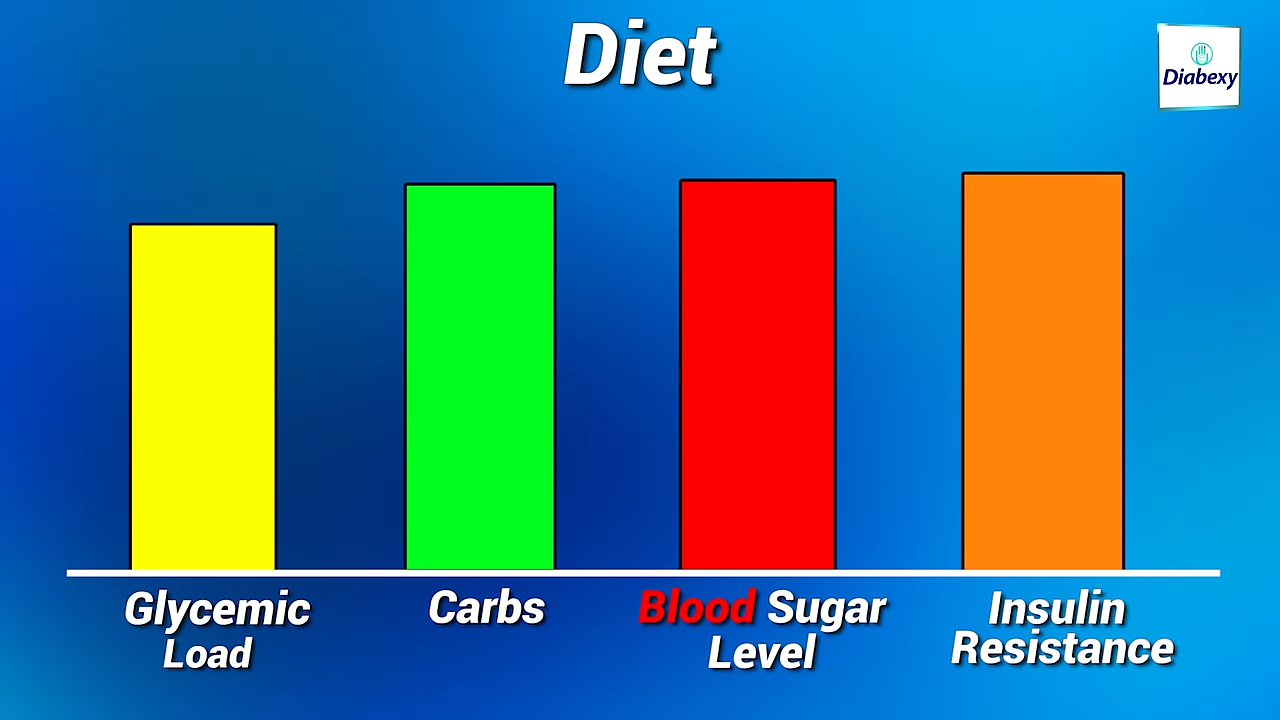 Diet
Diabexy
Glycemic
Load
Carbs
Blood Sugar
Level
Insulin
Resistance